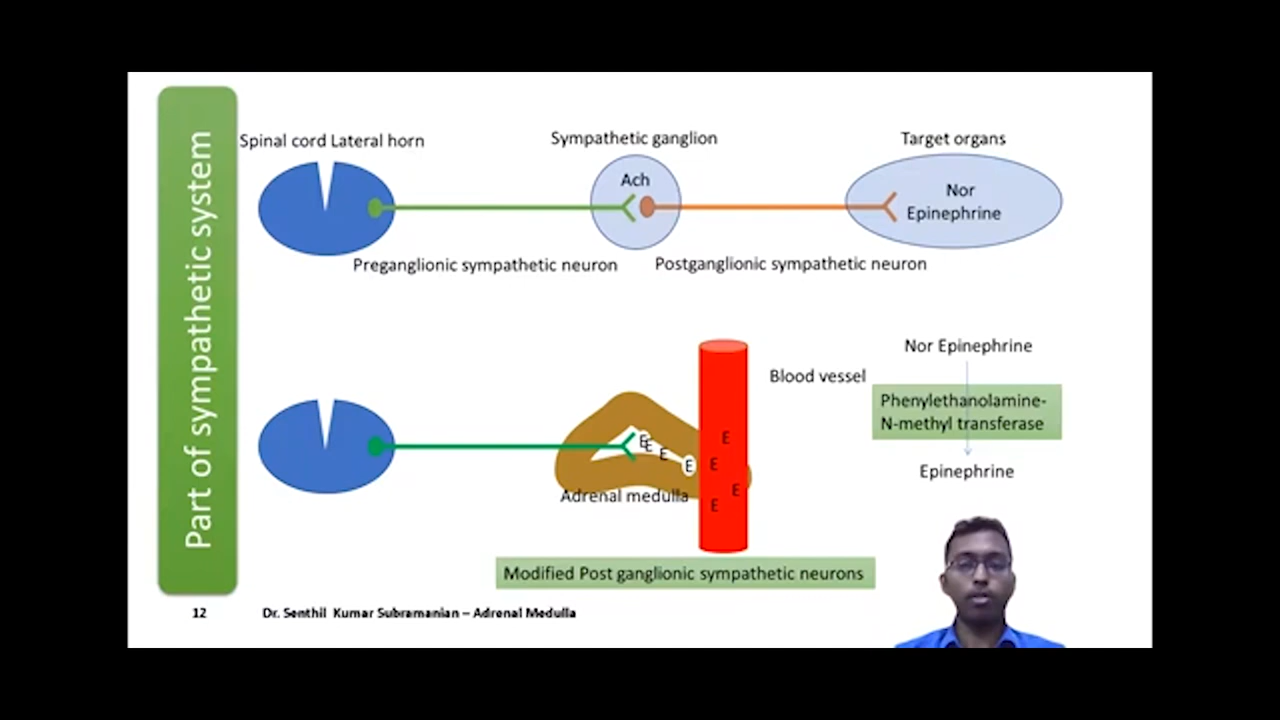 Part of sympathetic system
Spinal cord Lateral horn
Sympathetic ganglion
Target organs
Ach
Nor
Epinephrine
Preganglionic sympathetic neuron
Postganglionic sympathetic neuron
Nor Epinephrine
Blood vessel
Phenylethanolamine-
N-methyl transferase
Epinephrine
E
E
E
E
E
E
E
E
Adrenal medulla
Modified Post ganglionic sympathetic neurons
12
Dr. Senthil Kumar Subramanian – Adrenal Medulla